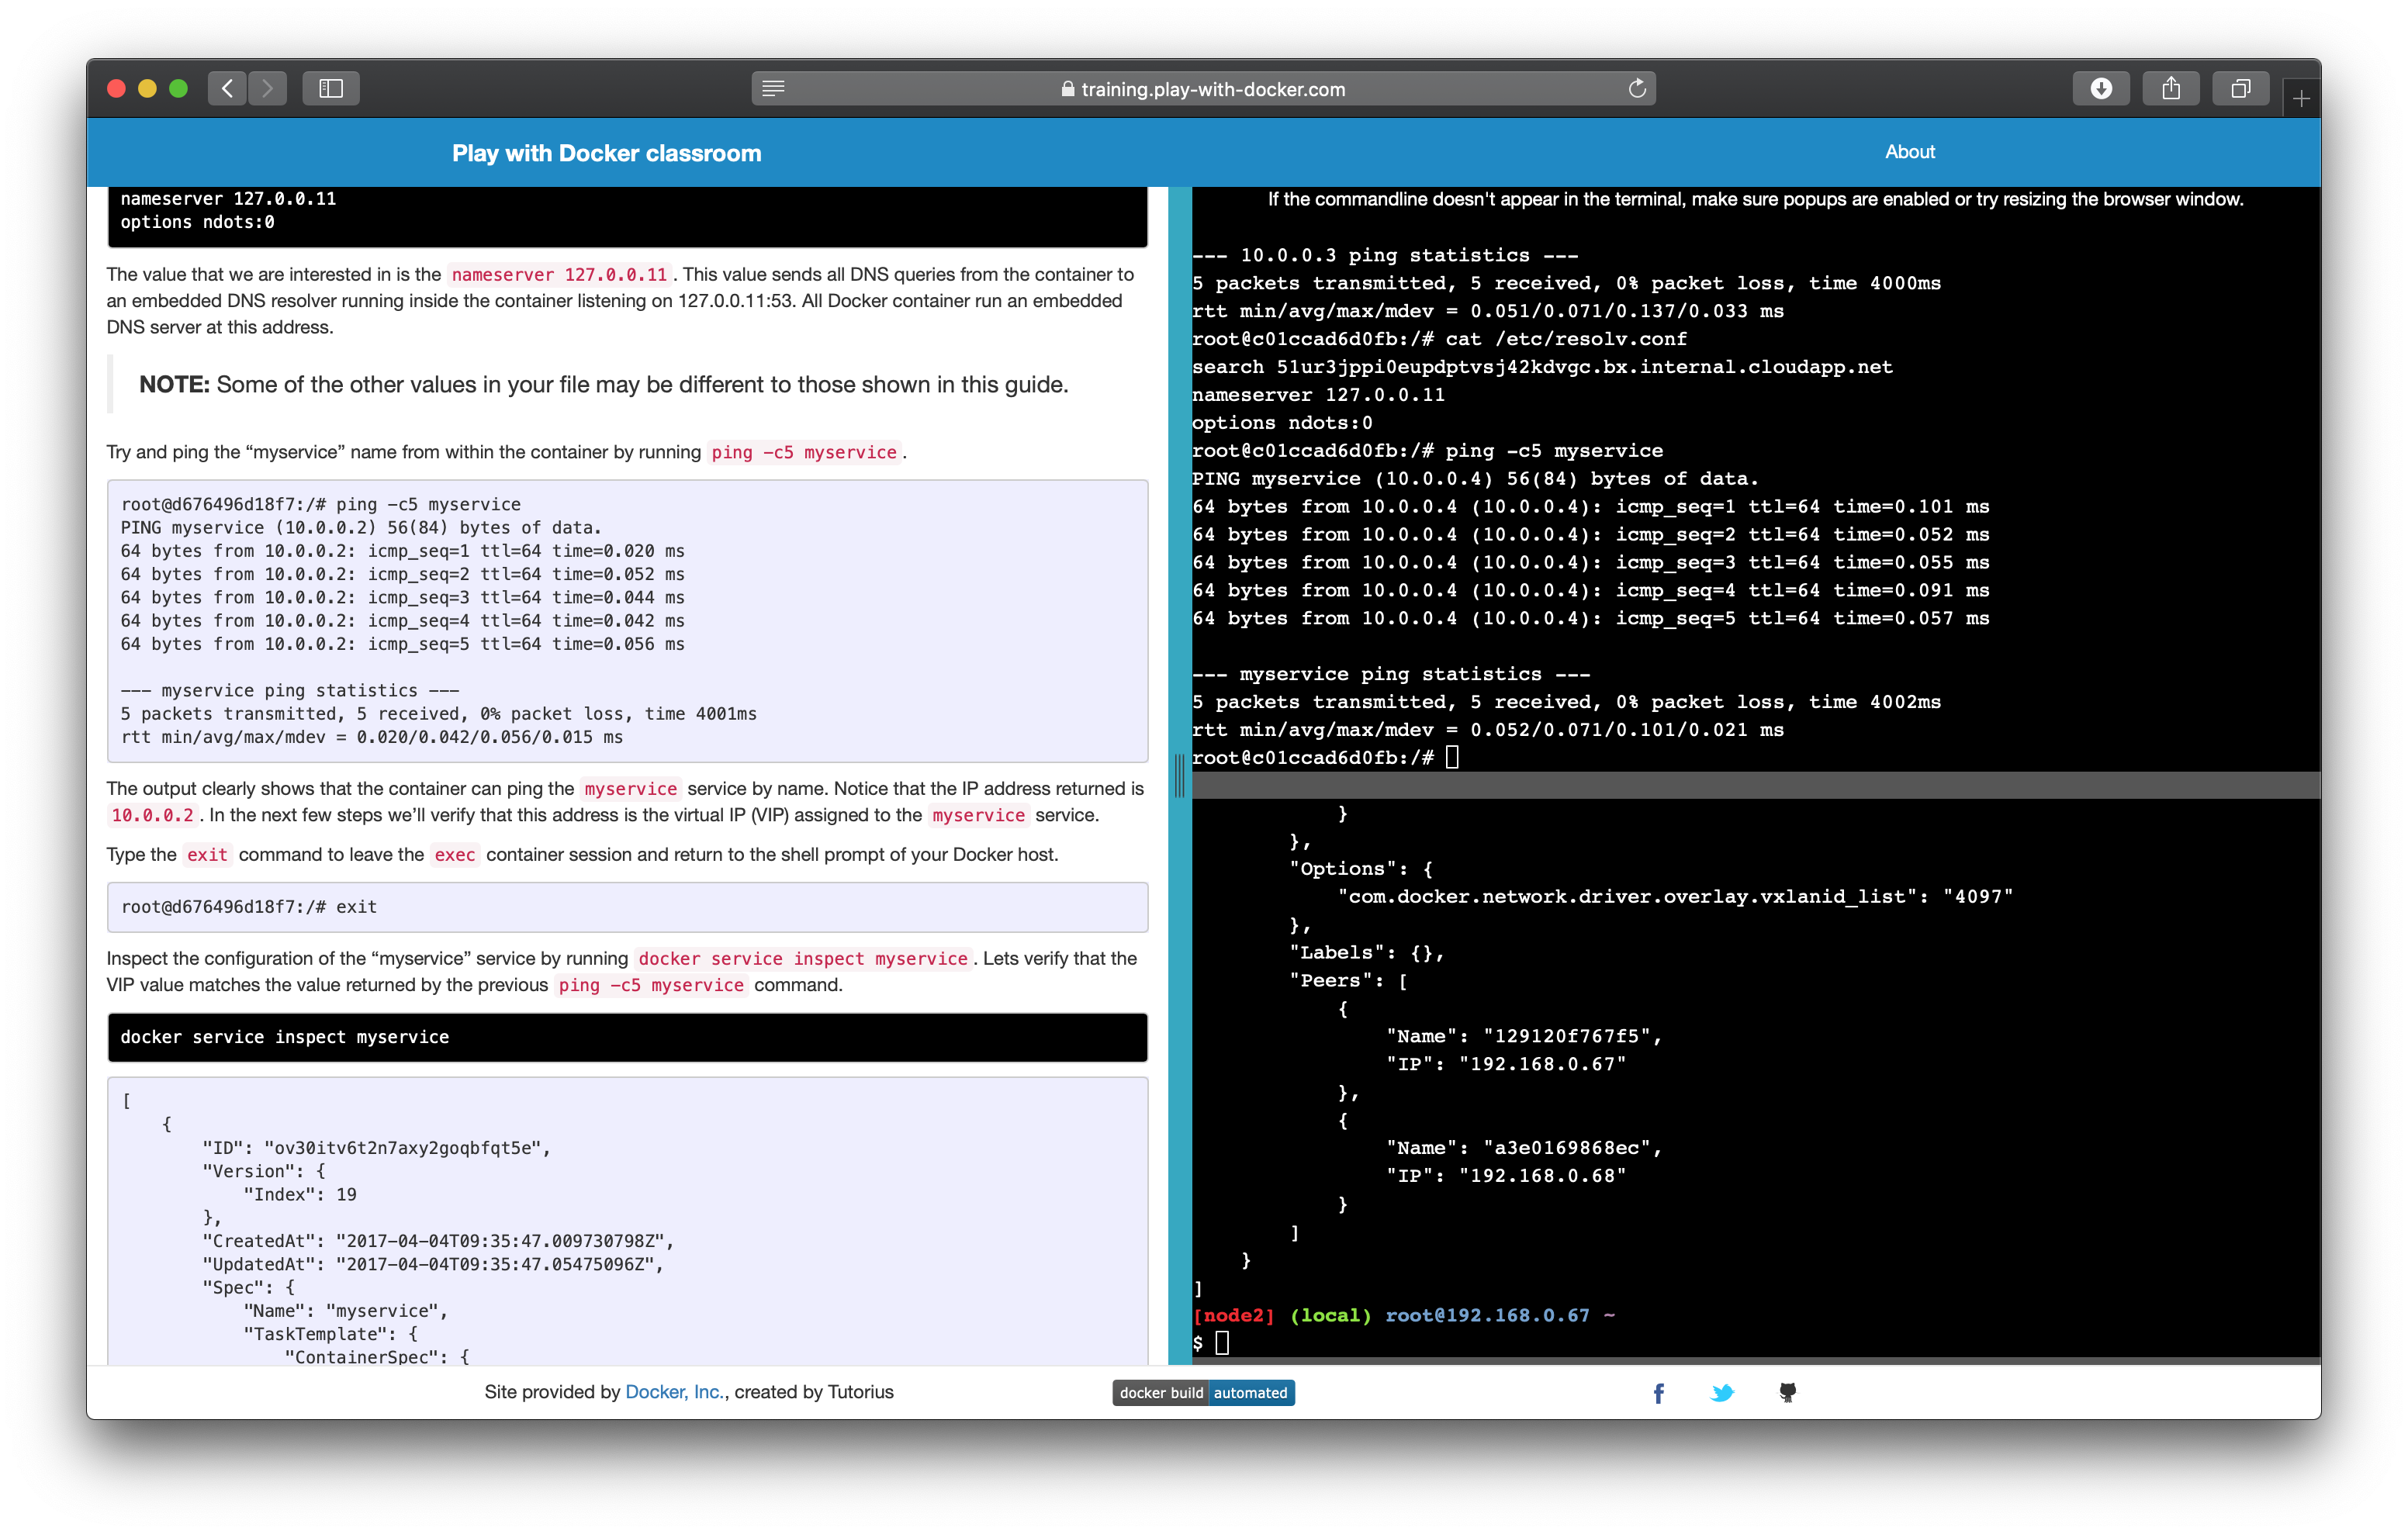 training.play-with-docker.com
Play with Docker classroom
About
nameserver 127.0.0.11
options ndots:0
The value that we are interested in is the nameserver 127.0.0.11 . This value sends all DNS queries from the container to
an embedded DNS resolver running inside the container listening on 127.0.0.11:53. All Docker container run an embedded
DNS server at this address.
NOTE: Some of the other values in your file may be different to those shown in this guide.
Try and ping the “myservice” name from within the container by running ping -c5 myservice .
root@d676496d18f7:/# ping -c5 myservice
PING myservice (10.0.0.2) 56(84) bytes of data.
64 bytes from 10.0.0.2: icmp_seq=1 ttl=64 time=0.020 ms
64 bytes from 10.0.0.2: icmp_seq=2 ttl=64 time=0.052 ms
64 bytes from 10.0.0.2: icmp_seq=3 ttl=64 time=0.044 ms
64 bytes from 10.0.0.2: icmp_seq=4 ttl=64 time=0.042 ms
64 bytes from 10.0.0.2: icmp_seq=5 ttl=64 time=0.056 ms
--- myservice ping statistics ---
5 packets transmitted, 5 received, 0% packet loss, time 4001ms
rtt min/avg/max/mdev = 0.020/0.042/0.056/0.015 ms
The output clearly shows that the container can ping the myservice service by name. Notice that the IP address returned is
10.0.0.2 . In the next few steps we’ll verify that this address is the virtual IP (VIP) assigned to the myservice service.
Type the exit command to leave the exec container session and return to the shell prompt of your Docker host.
root@d676496d18f7:/# exit
Inspect the configuration of the “myservice” service by running docker service inspect myservice . Lets verify that the
VIP value matches the value returned by the previous ping -c5 myservice command.
docker service inspect myservice
[
{
"ID": "ov30itv6t2n7axy2goqbfqt5e",
"Version": {
"Index": 19
},
"CreatedAt": "2017-04-04T09:35:47.009730798Z",
"UpdatedAt": "2017-04-04T09:35:47.05475096Z",
"Spec": {
"Name": "myservice",
"TaskTemplate": {
"ContainerSpec": {
If the commandline doesn't appear in the terminal, make sure popups are enabled or try resizing the browser window.
--- 10.0.0.3 ping statistics ---
5 packets transmitted, 5 received, 0% packet loss, time 4000ms
rtt min/avg/max/mdev = 0.051/0.071/0.137/0.033 ms
root@c01ccad6d0fb:/# cat /etc/resolv.conf
search 51ur3jppi0eupdptvsj42kdvgc.bx.internal.cloudapp.net
nameserver 127.0.0.11
options ndots:0
root@c01ccad6d0fb:/# ping -c5 myservice
PING myservice (10.0.0.4) 56(84) bytes of data.
64 bytes from 10.0.0.4 (10.0.0.4): icmp_seq=1 ttl=64 time=0.101 ms
64 bytes from 10.0.0.4 (10.0.0.4): icmp_seq=2 ttl=64 time=0.052 ms
64 bytes from 10.0.0.4 (10.0.0.4): icmp_seq=3 ttl=64 time=0.055 ms
64 bytes from 10.0.0.4 (10.0.0.4): icmp_seq=4 ttl=64 time=0.091 ms
64 bytes from 10.0.0.4 (10.0.0.4): icmp_seq=5 ttl=64 time=0.057 ms
--- myservice ping statistics ---
5 packets transmitted, 5 received, 0% packet loss, time 4002ms
rtt min/avg/max/mdev = 0.052/0.071/0.101/0.021 ms
root@c01ccad6d0fb:/#
}
},
"Options": {
"com.docker.network.driver.overlay.vxlanid_list": "4097"
},
"Labels": {},
"Peers": [
{
"Name": "129120f767f5",
"IP": "192.168.0.67"
},
{
"Name": "a3e0169868ec",
"IP": "192.168.0.68"
}
]
}
]
[node2] (local) root@192.168.0.67 ~
$
Site provided by Docker, Inc., created by Tutorius
docker build automated